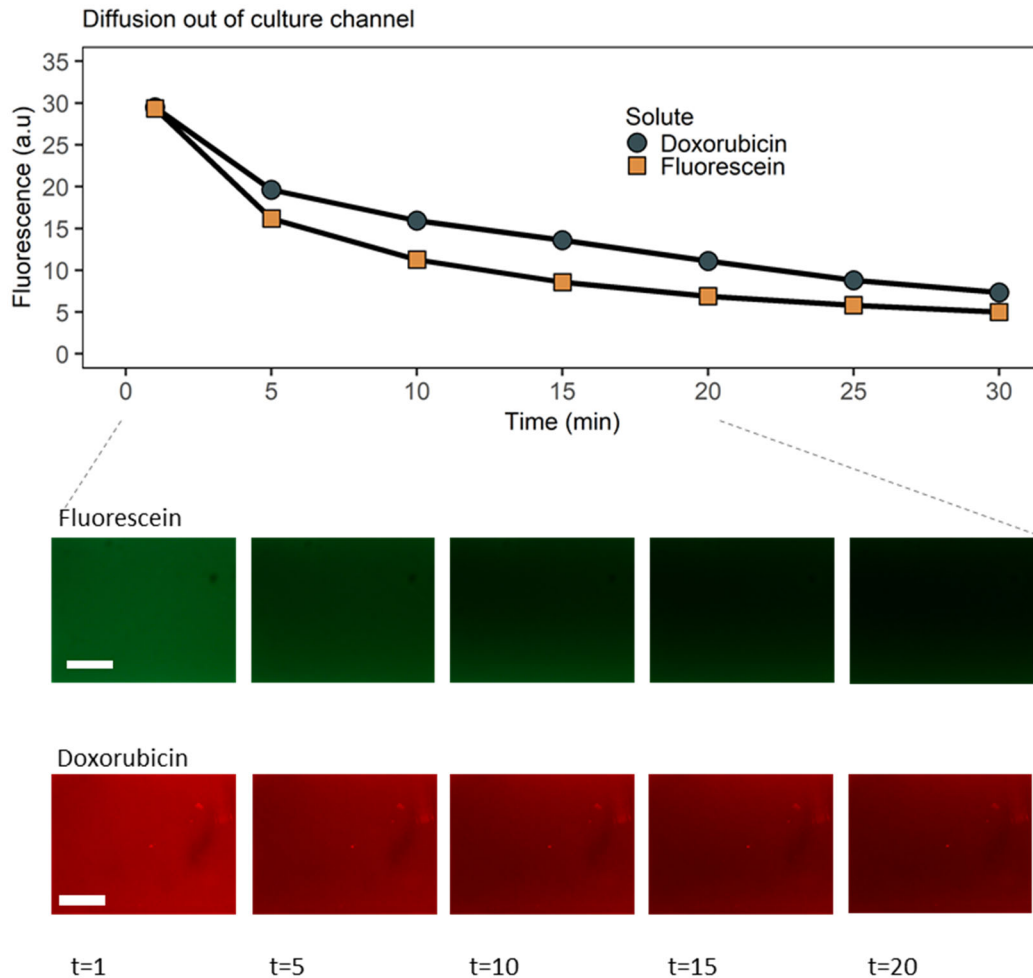 Diffusion out of culture channel
Fluorescence (a.u)
35
30
25
20
15
10
5
0
Solute
Doxorubicin
Fluorescein
0 5 10 15 20 25 30
Time (min)
Fluorescein
Doxorubicin
t=1 t=5 t=10 t=15 t=20